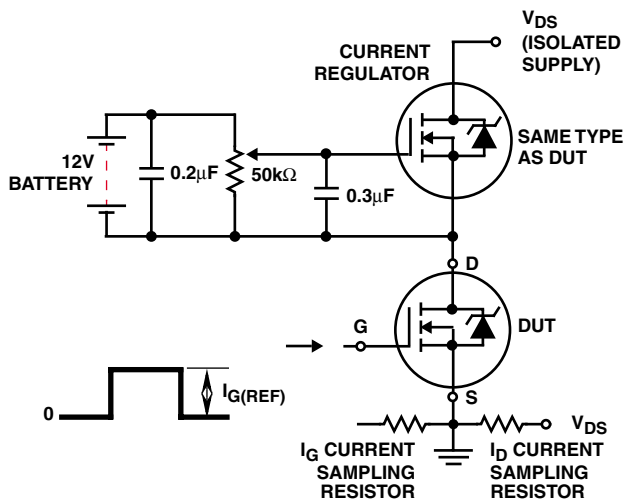 V_DS
(ISOLATED
SUPPLY)
CURRENT
REGULATOR
SAME TYPE
AS DUT
12V
BATTERY
0.2μF
50kΩ
0.3μF
D
DUT
G
I_G(REF)
0
S
V_DS
I_G CURRENT
SAMPLING
RESISTOR
I_D CURRENT
SAMPLING
RESISTOR